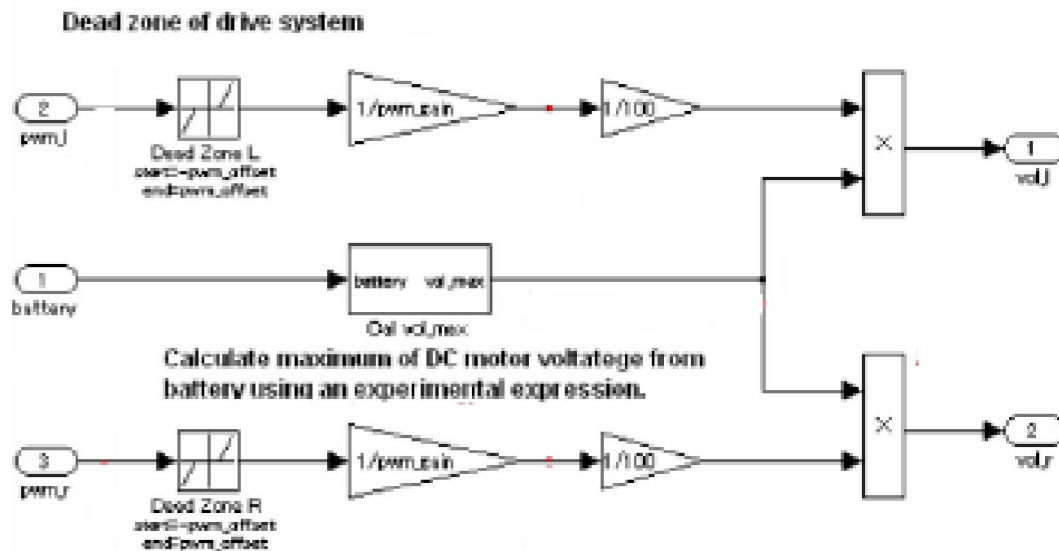 Dead zone of drive system
2
pwm_l
Dead Zone L
start=-pwm_offset
end=pwm_offset
1/pwm_gain
1/100
×
1
vol_l
1
battery
battery vol_max
Cal vol_max
Calculate maximum of DC motor voltatege from
battery using an experimental expression.
3
pwm_r
Dead Zone R
start=-pwm_offset
end=pwm_offset
1/pwm_gain
1/100
×
2
vol_r